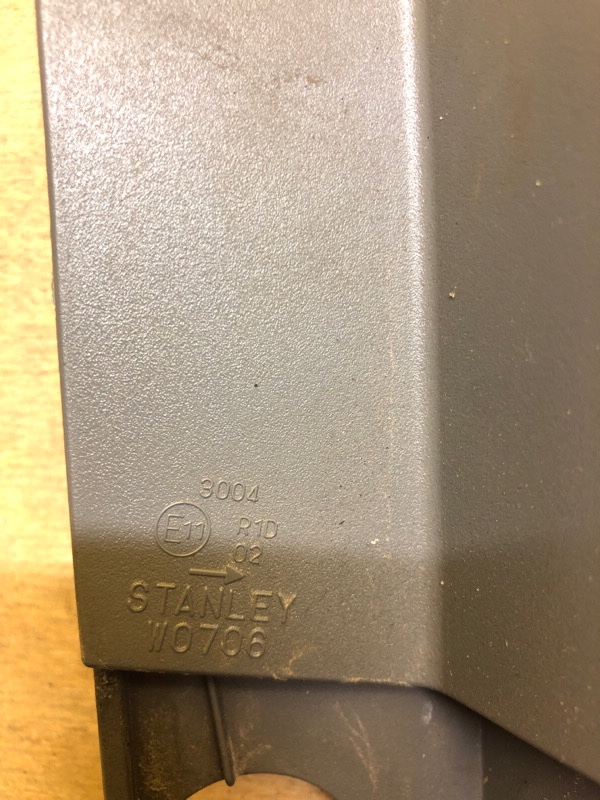 3004
E11 R1D
02
→
STANLEY
W0706